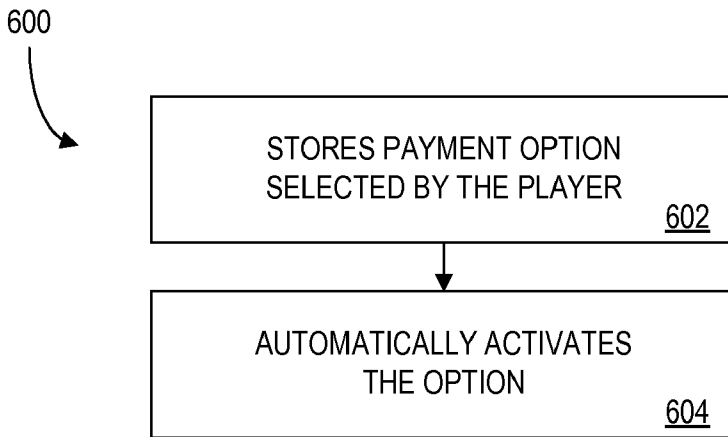 600
STORES PAYMENT OPTION
SELECTED BY THE PLAYER
602
AUTOMATICALLY ACTIVATES
THE OPTION
604